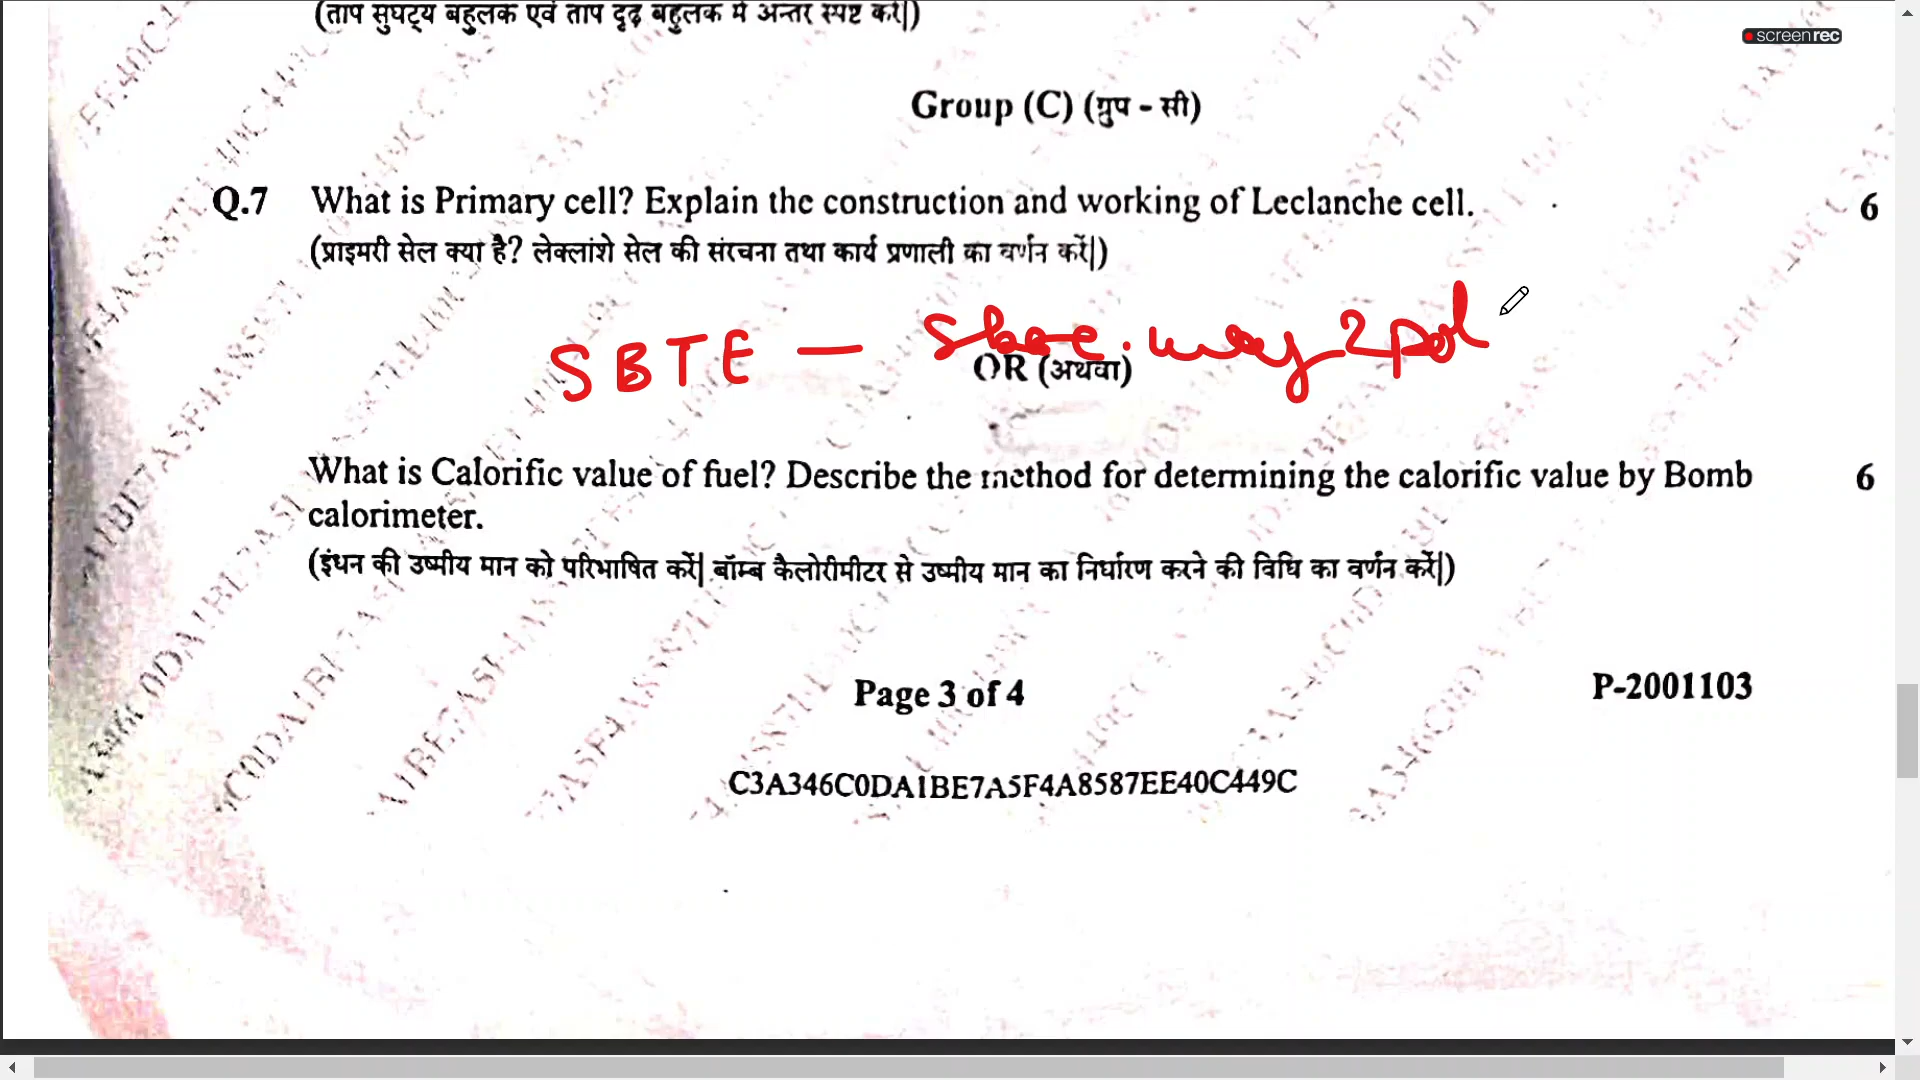 (ताप सुघट्य बहुलक एवं ताप दृढ़ बहुलक में अन्तर स्पष्ट करें|)
screenrec
Group (C) (ग्रुप - सी)
Q.7 What is Primary cell? Explain the construction and working of Leclanche cell. 6
(प्राइमरी सेल क्या है? लेक्लांशे सेल की संरचना तथा कार्य प्रणाली का वर्णन करें|)
SBTE — way2pol
OR (अथवा)
What is Calorific value of fuel? Describe the method for determining the calorific value by Bomb 6
calorimeter.
(इंधन की उष्मीय मान को परिभाषित करें| बॉम्ब कैलोरीमीटर से उष्मीय मान का निर्धारण करने की विधि का वर्णन करें|)
Page 3 of 4 P-2001103
C3A346C0DA1BE7A5F4A8587EE40C449C